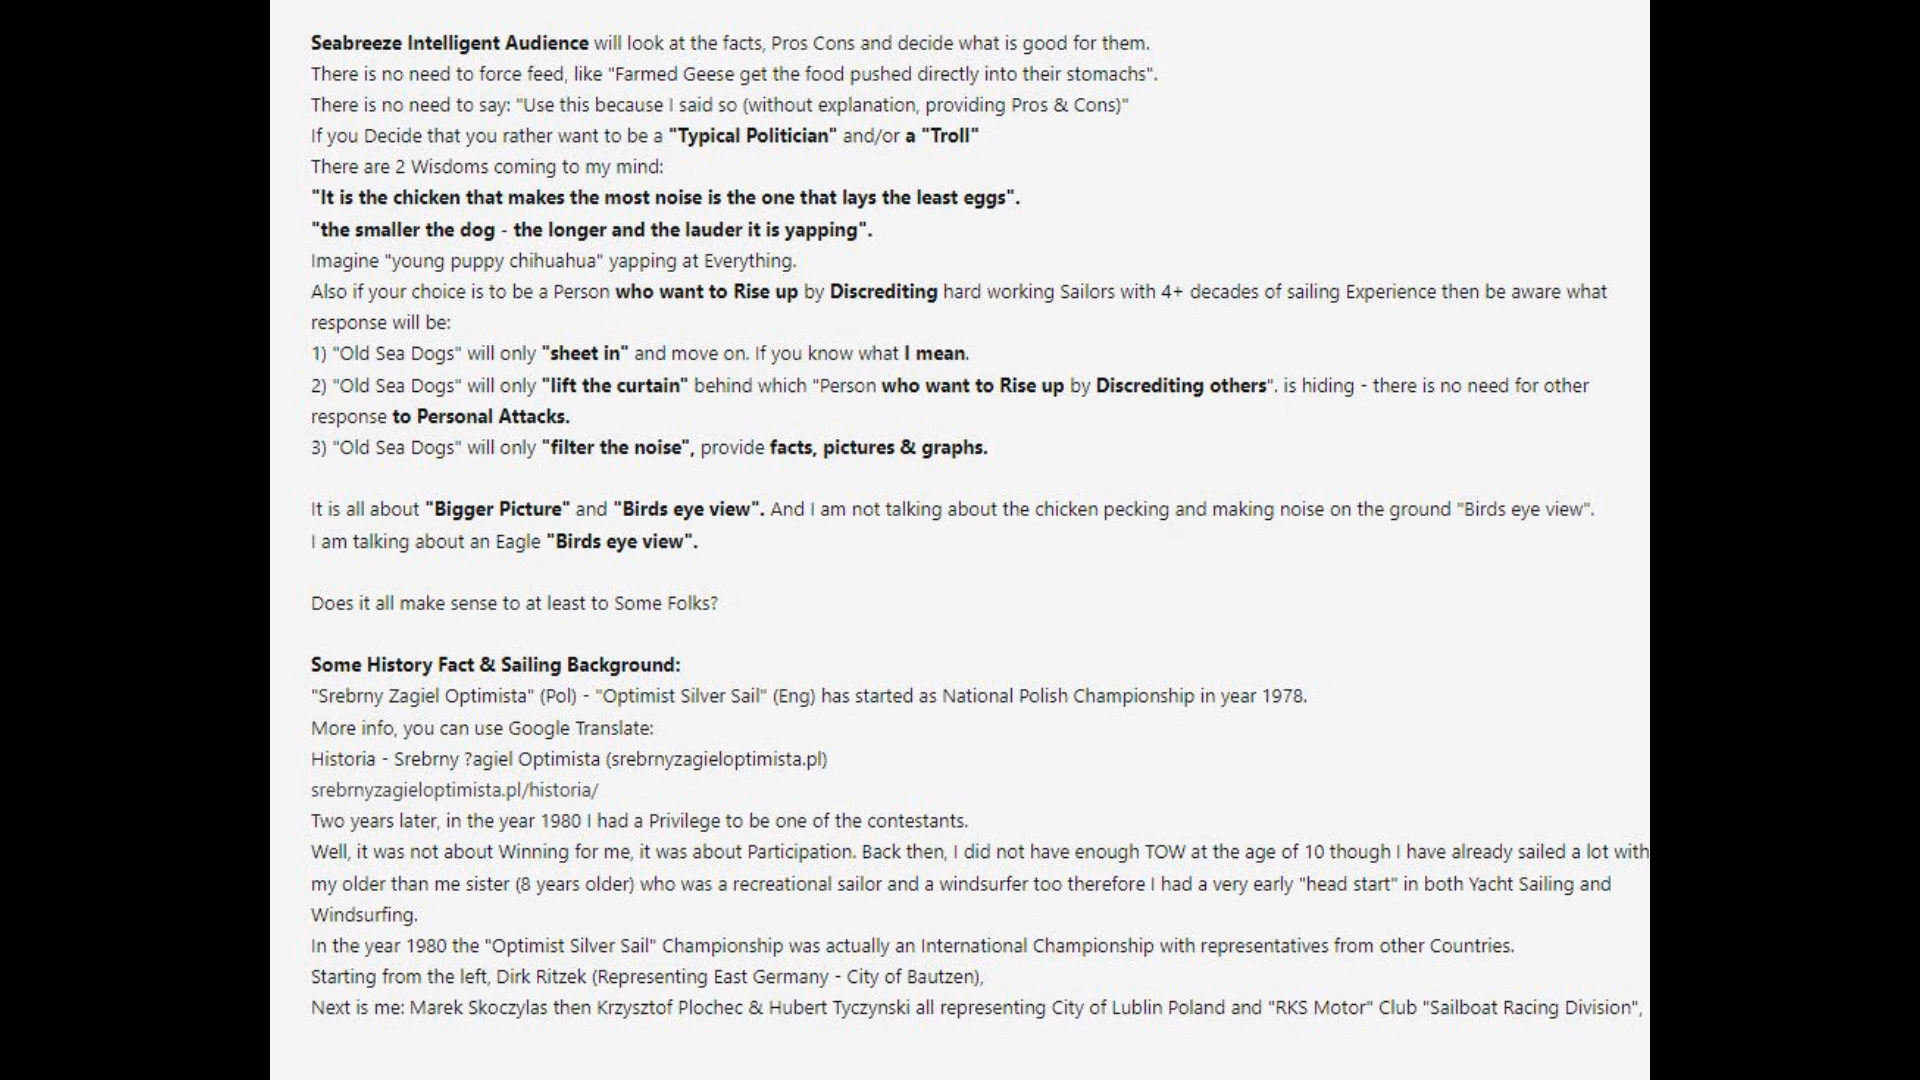 Seabreeze Intelligent Audience will look at the facts, Pros Cons and decide what is good for them.
There is no need to force feed, like "Farmed Geese get the food pushed directly into their stomachs".
There is no need to say: "Use this because I said so (without explanation, providing Pros & Cons)"
If you Decide that you rather want to be a "Typical Politician" and/or a "Troll"
There are 2 Wisdoms coming to my mind:
"It is the chicken that makes the most noise is the one that lays the least eggs".
"the smaller the dog - the longer and the lauder it is yapping".
Imagine "young puppy chihuahua" yapping at Everything.
Also if your choice is to be a Person who want to Rise up by Discrediting hard working Sailors with 4+ decades of sailing Experience then be aware what
response will be:
1) "Old Sea Dogs" will only "sheet in" and move on. If you know what I mean.
2) "Old Sea Dogs" will only "lift the curtain" behind which "Person who want to Rise up by Discrediting others". is hiding - there is no need for other
response to Personal Attacks.
3) "Old Sea Dogs" will only "filter the noise", provide facts, pictures & graphs.
It is all about "Bigger Picture" and "Birds eye view". And I am not talking about the chicken pecking and making noise on the ground "Birds eye view".
I am talking about an Eagle "Birds eye view".
Does it all make sense to at least to Some Folks?
Some History Fact & Sailing Background:
"Srebrny Zagiel Optimista" (Pol) - "Optimist Silver Sail" (Eng) has started as National Polish Championship in year 1978.
More info, you can use Google Translate:
Historia - Srebrny ?agiel Optimista (srebrnyzagieloptimista.pl)
srebrnyzagieloptimista.pl/historia/
Two years later, in the year 1980 I had a Privilege to be one of the contestants.
Well, it was not about Winning for me, it was about Participation. Back then, I did not have enough TOW at the age of 10 though I have already sailed a lot with
my older than me sister (8 years older) who was a recreational sailor and a windsurfer too therefore I had a very early "head start" in both Yacht Sailing and
Windsurfing.
In the year 1980 the "Optimist Silver Sail" Championship was actually an International Championship with representatives from other Countries.
Starting from the left, Dirk Ritzek (Representing East Germany - City of Bautzen),
Next is me: Marek Skoczylas then Krzysztof Plochec & Hubert Tyczynski all representing City of Lublin Poland and "RKS Motor" Club "Sailboat Racing Division",